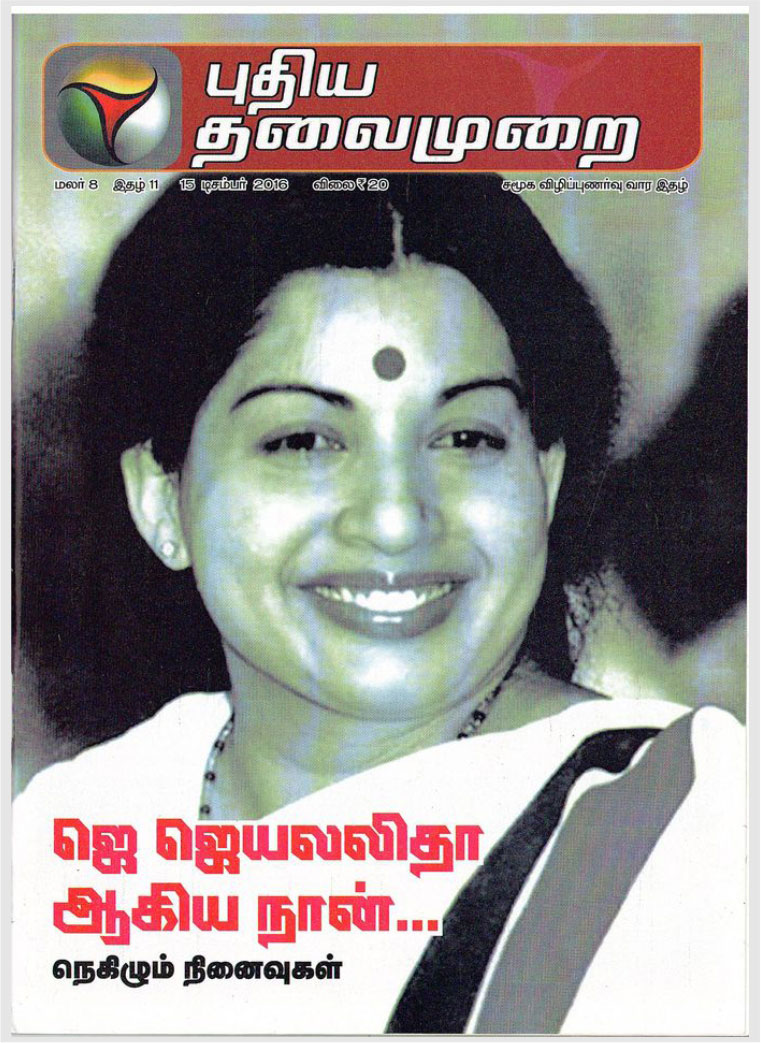 புதிய
தலைமுறை
மலர் 8 இதழ் 11 15 டிசம்பர் 2016 விலை ₹ 20 சமூக விழிப்புணர்வு வார இதழ்
ஜெ ஜெயலலிதா
ஆகிய நான்...
நெகிழும் நினைவுகள்